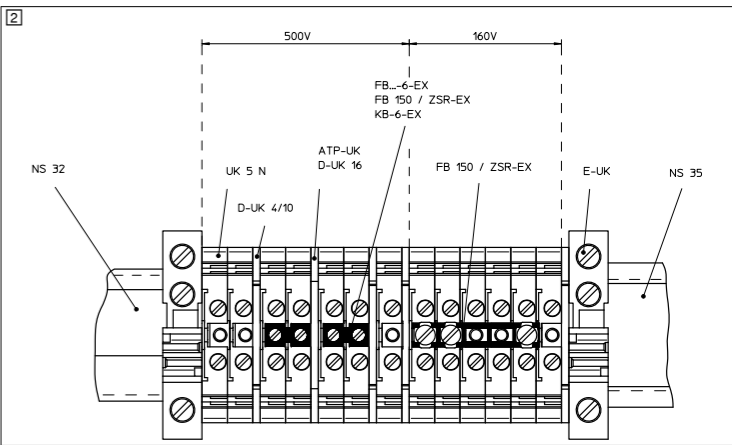 2
500V
160V
FB...-6-EX
FB 150 / ZSR-EX
KB-6-EX
ATP-UK
D-UK 16
NS 32
UK 5 N
FB 150 / ZSR-EX
E-UK
NS 35
D-UK 4/10